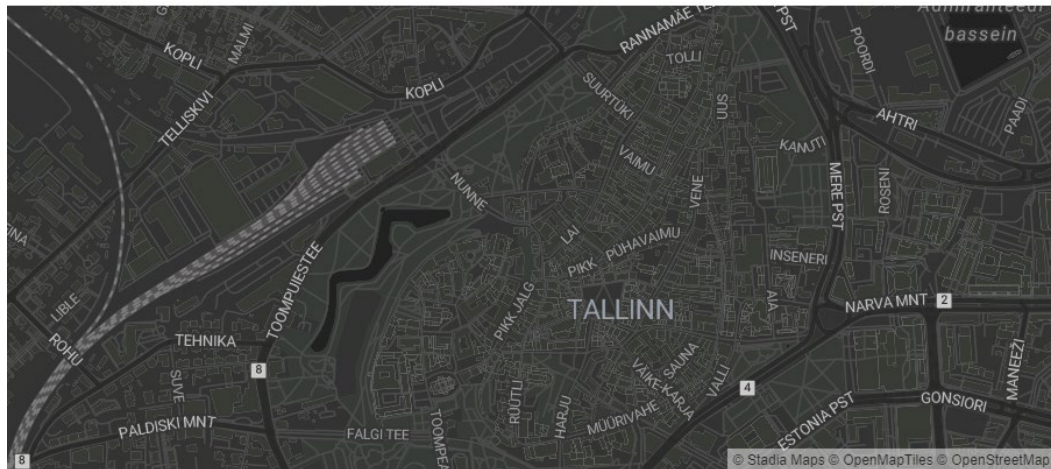 Admiraliteedi
bassein
KOPLI
MALMI
KOPLI
TELLISKIVI
RANNAMÄE TE
PST
TOLLI
SUURTÜKI
UUS
POORDI
AHTRI
PAADI
KANUTI
VAIMU
NUNNE
VENE
MERE PST
ROSENI
LAI
PIKK
PÜHAVAIMU
INSENERI
TINA
LIBLE
ROHU
TEHNIKA
TOOMPUIESTEE
PIKK JALG
TALLINN
AIA
NARVA MNT
2
8
SUVE
PALDISKI MNT
FALGI TEE
TOOMPEA
RÜÜTLI
HARJU
MÜÜRIVAHE
VÄIKE-KARJA
SAUNA
VALLI
4
ESTONIA PST
GONSIORI
MANEEŽI
8
© Stadia Maps © OpenMapTiles © OpenStreetMap